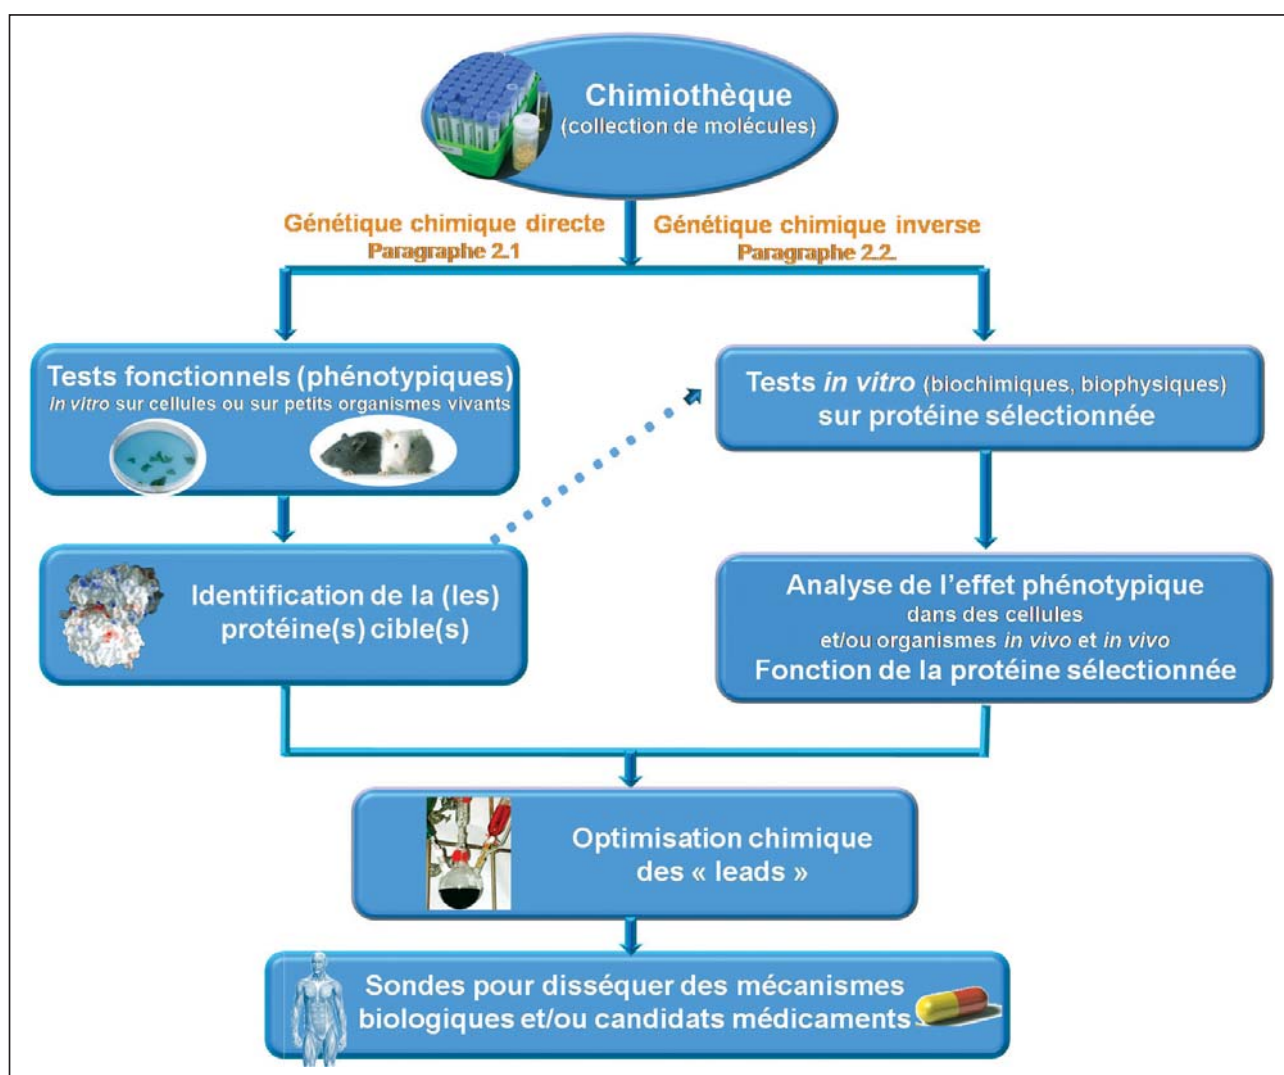 Chimiothèque
(collection de molécules)
Génétique chimique directe
Paragraphe 2.1
Génétique chimique inverse
Paragraphe 2.2.
Tests fonctionnels (phénotypiques)
in vitro sur cellules ou sur petits organismes vivants
Tests in vitro (biochimiques, biophysiques)
sur protéine sélectionnée
Identification de la (les)
protéine(s) cible(s)
Analyse de l'effet phénotypique
dans des cellules
et/ou organismes in vivo et in vivo
Fonction de la protéine sélectionnée
Optimisation chimique
des « leads »
Sondes pour disséquer des mécanismes
biologiques et/ou candidats médicaments